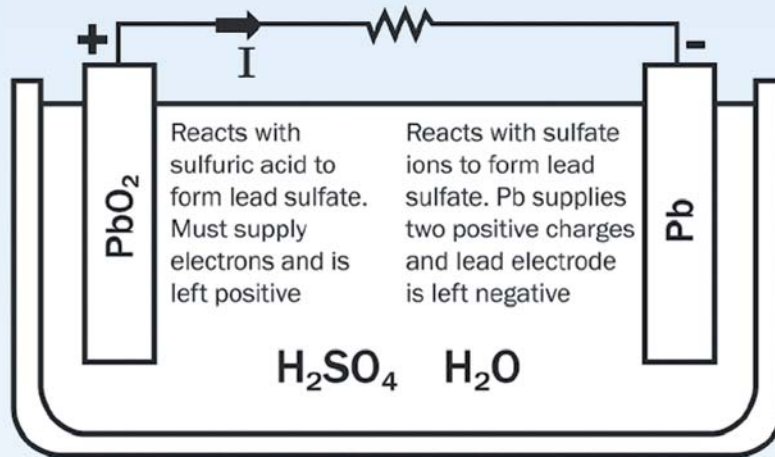 +
-
I
Reacts with
sulfuric acid to
form lead sulfate.
Must supply
electrons and is
left positive
Reacts with sulfate
ions to form lead
sulfate. Pb supplies
two positive charges
and lead electrode
is left negative
PbO₂
Pb
H₂SO₄ H₂O